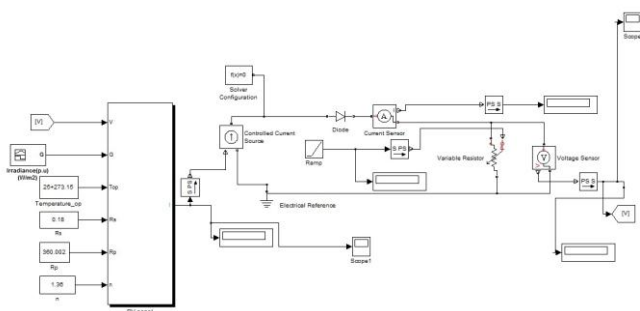 Scope
f(x)=0
Solver
Configuration
[V]
V
PS S
A
Diode
Current Sensor
Controlled Current
Source
G
Irradiance(p.u)
(W/m2)
Ramp
S PS
Variable Resistor
V
Voltage Sensor
S PS
PS S
25+273.15
Top
Temperature_op
Electrical Reference
[V]
0.18
Rs
Rs
Scope1
360.002
Rp
Rp
1.36
n
n